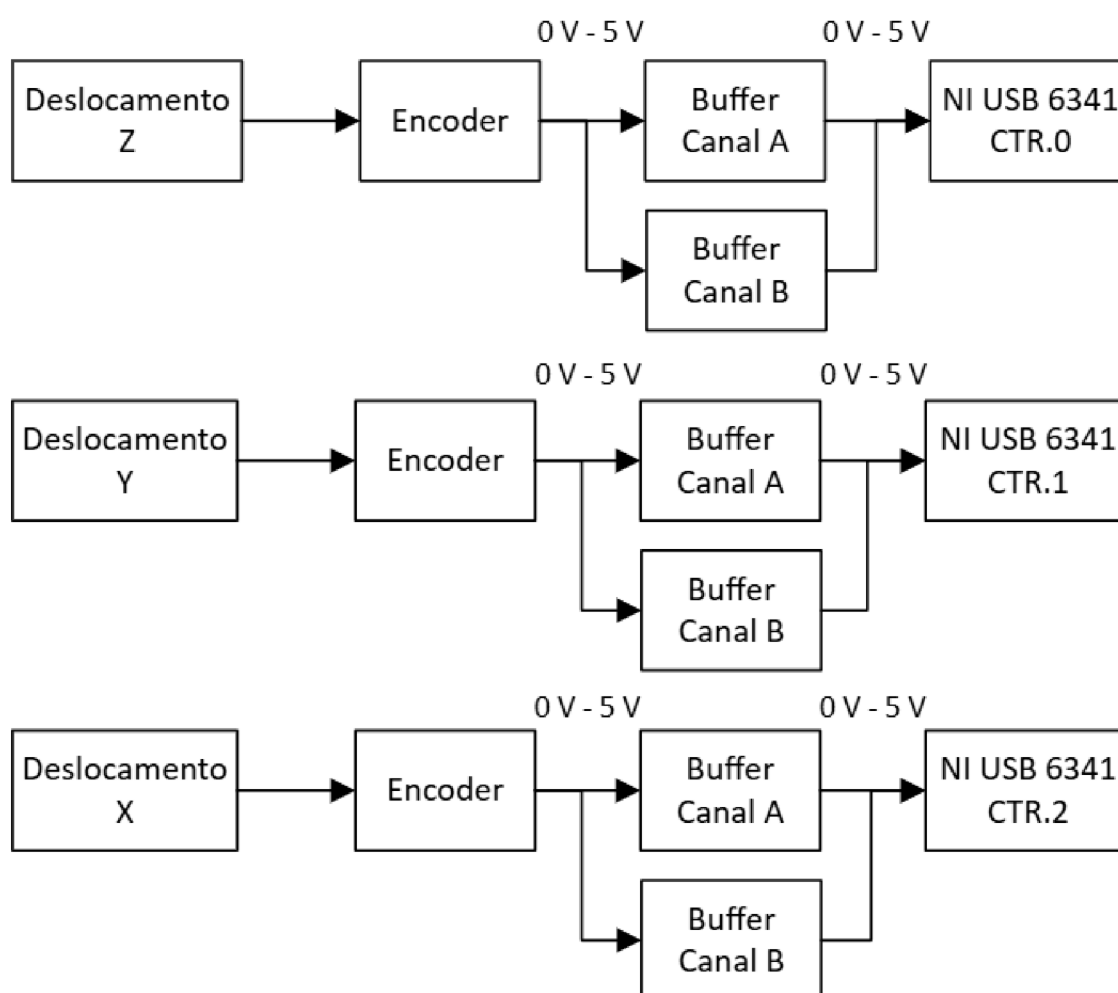 0 V - 5 V
0 V - 5 V
Deslocamento
Z
Encoder
Buffer
Canal A
NI USB 6341
CTR.0
Buffer
Canal B
0 V - 5 V
0 V - 5 V
Deslocamento
Y
Encoder
Buffer
Canal A
NI USB 6341
CTR.1
Buffer
Canal B
0 V - 5 V
0 V - 5 V
Deslocamento
X
Encoder
Buffer
Canal A
NI USB 6341
CTR.2
Buffer
Canal B